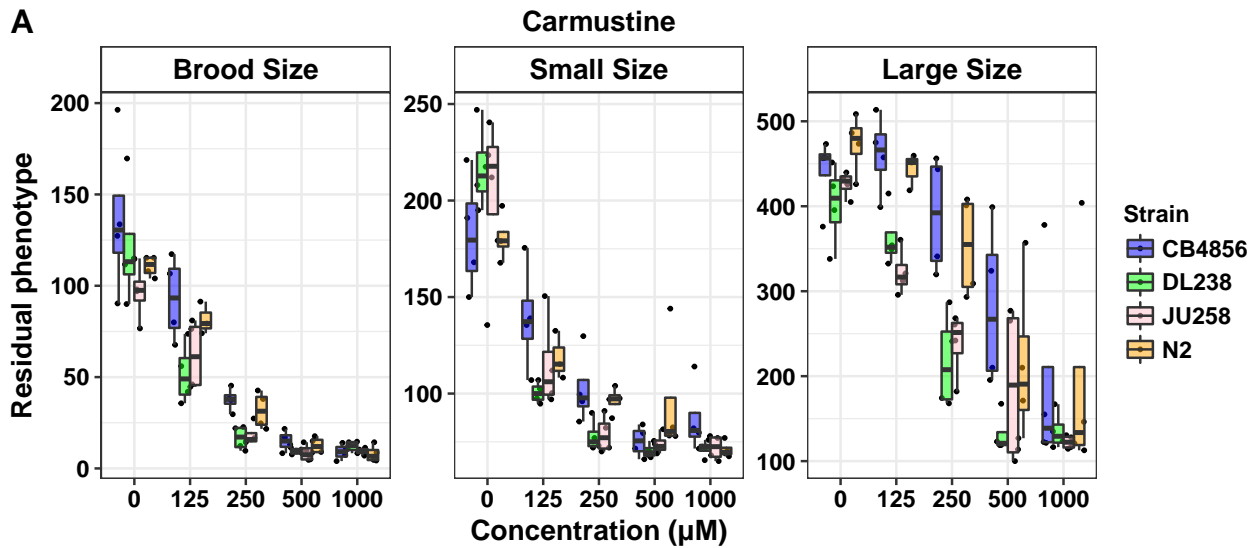 A
Carmustine
Brood Size
Small Size
Large Size
Residual phenotype
200
150
100
50
0
250
200
150
100
500
400
300
200
100
0 125 250 500 1000
0 125 250 500 1000
0 125 250 500 1000
Concentration (µM)
Strain
CB4856
DL238
JU258
N2